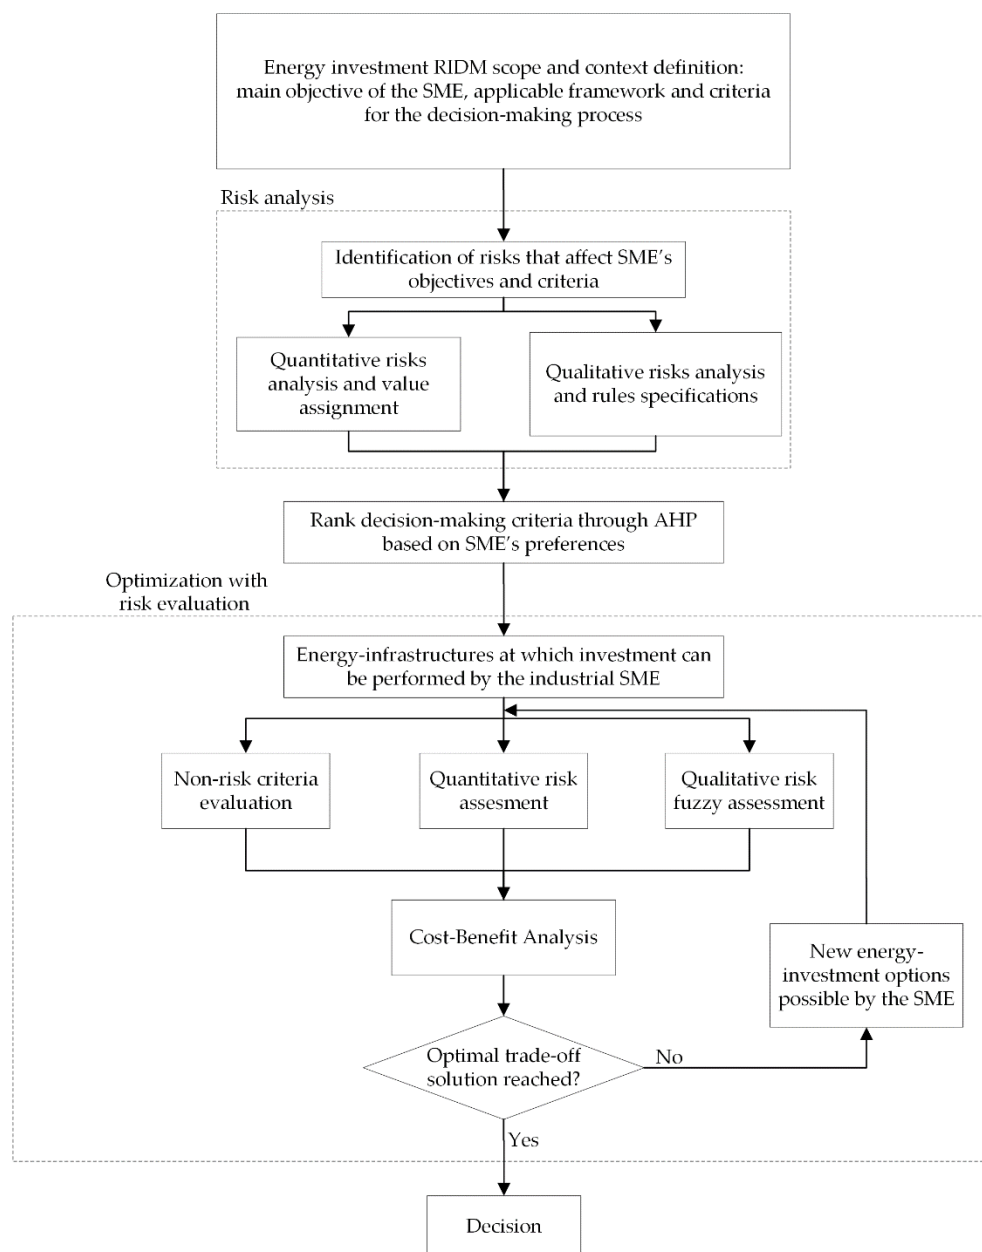 Energy investment RIDM scope and context definition:
main objective of the SME, applicable framework and criteria
for the decision-making process
Risk analysis
Identification of risks that affect SME's
objectives and criteria
Quantitative risks
analysis and value
assignment
Qualitative risks analysis
and rules specifications
Rank decision-making criteria through AHP
based on SME's preferences
Optimization with
risk evaluation
Energy-infrastructures at which investment can
be performed by the industrial SME
Non-risk criteria
evaluation
Quantitative risk
assesment
Qualitative risk
fuzzy assessment
Cost-Benefit Analysis
New energy-
investment options
possible by the SME
Optimal trade-off
solution reached?
No
Yes
Decision